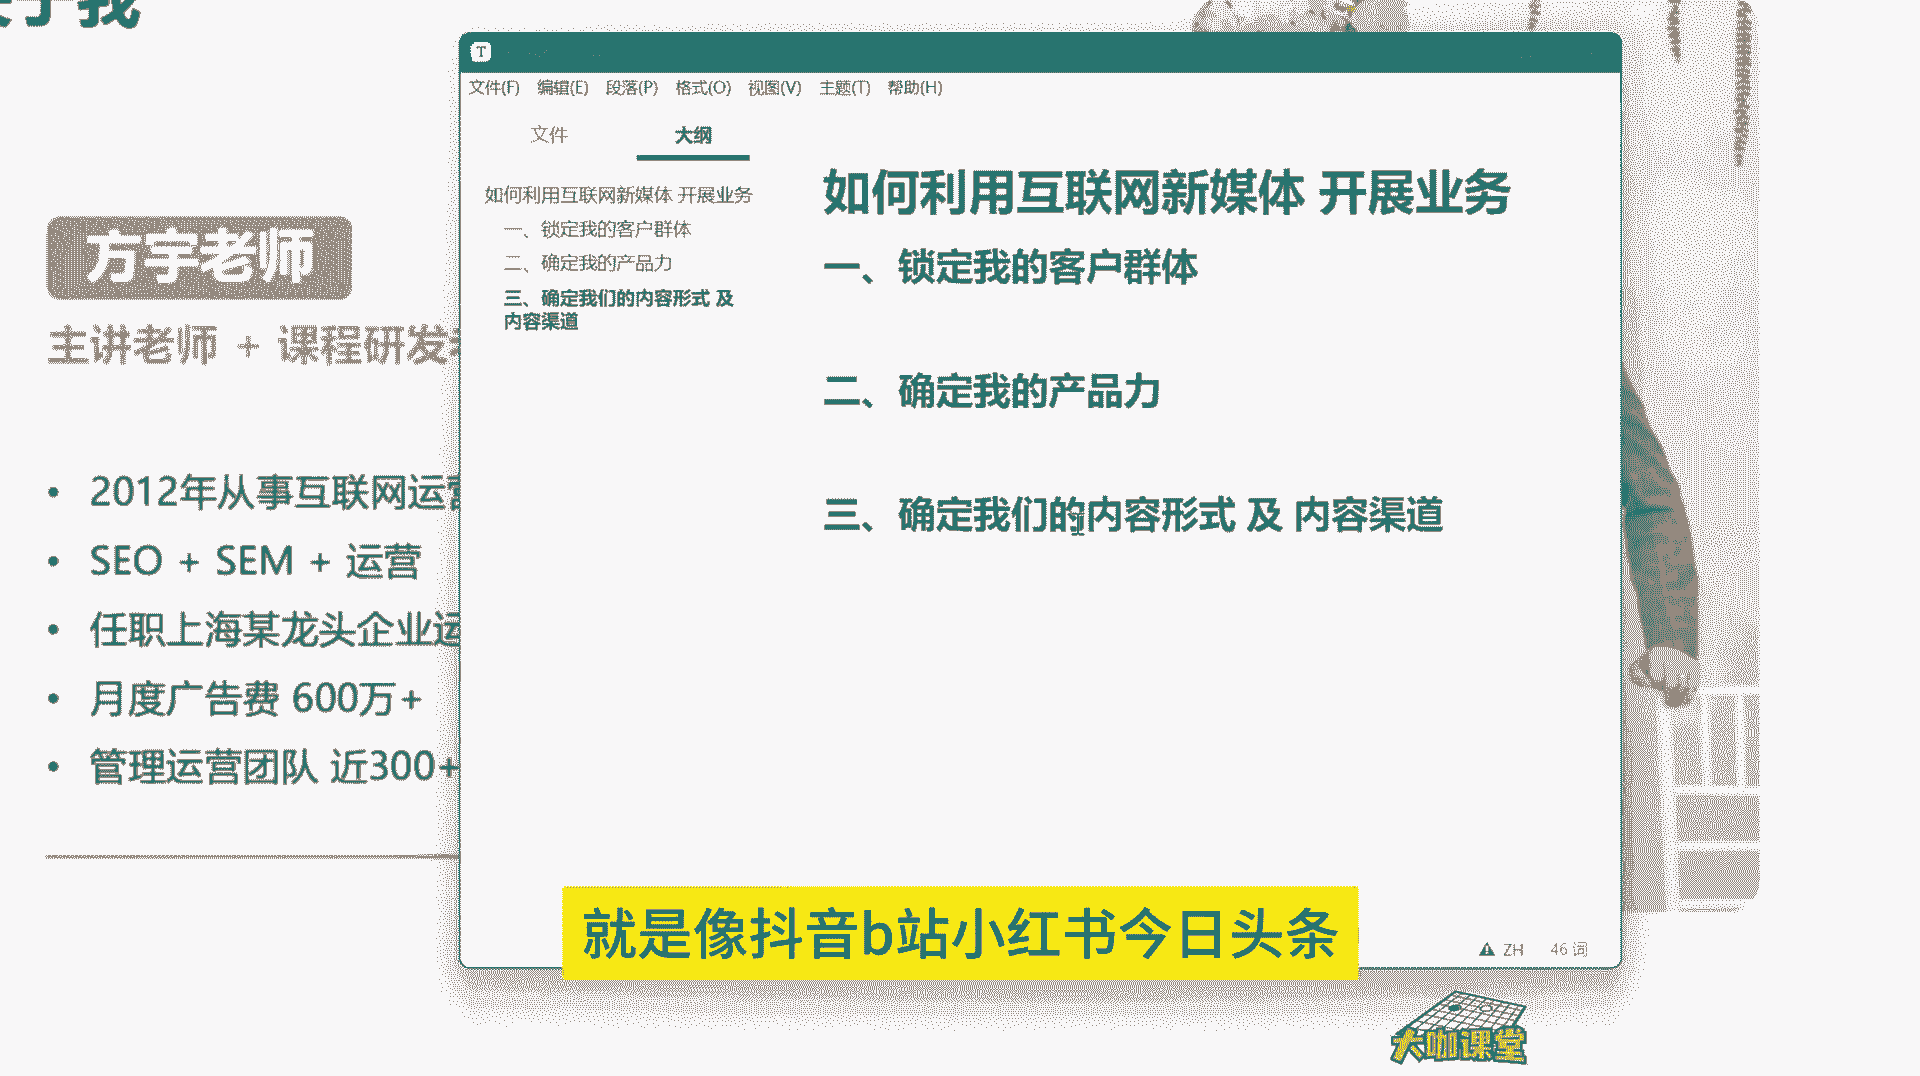 方宇老师
主讲老师 + 课程研发
2012年从事互联网运营
SEO + SEM + 运营
任职上海某龙头企业运
月度广告费 600万+
管理运营团队 近300+
T
文件(F) 编辑(E) 段落(P) 格式(O) 视图(V) 主题(T) 帮助(H)
文件 大纲
如何利用互联网新媒体 开展业务
一、锁定我的客户群体
二、确定我的产品力
三、确定我们的内容形式 及
内容渠道
如何利用互联网新媒体 开展业务
一、锁定我的客户群体
二、确定我的产品力
三、确定我们的内容形式 及 内容渠道
ZH 46 词
就是像抖音b站小红书今日头条
大咖课堂